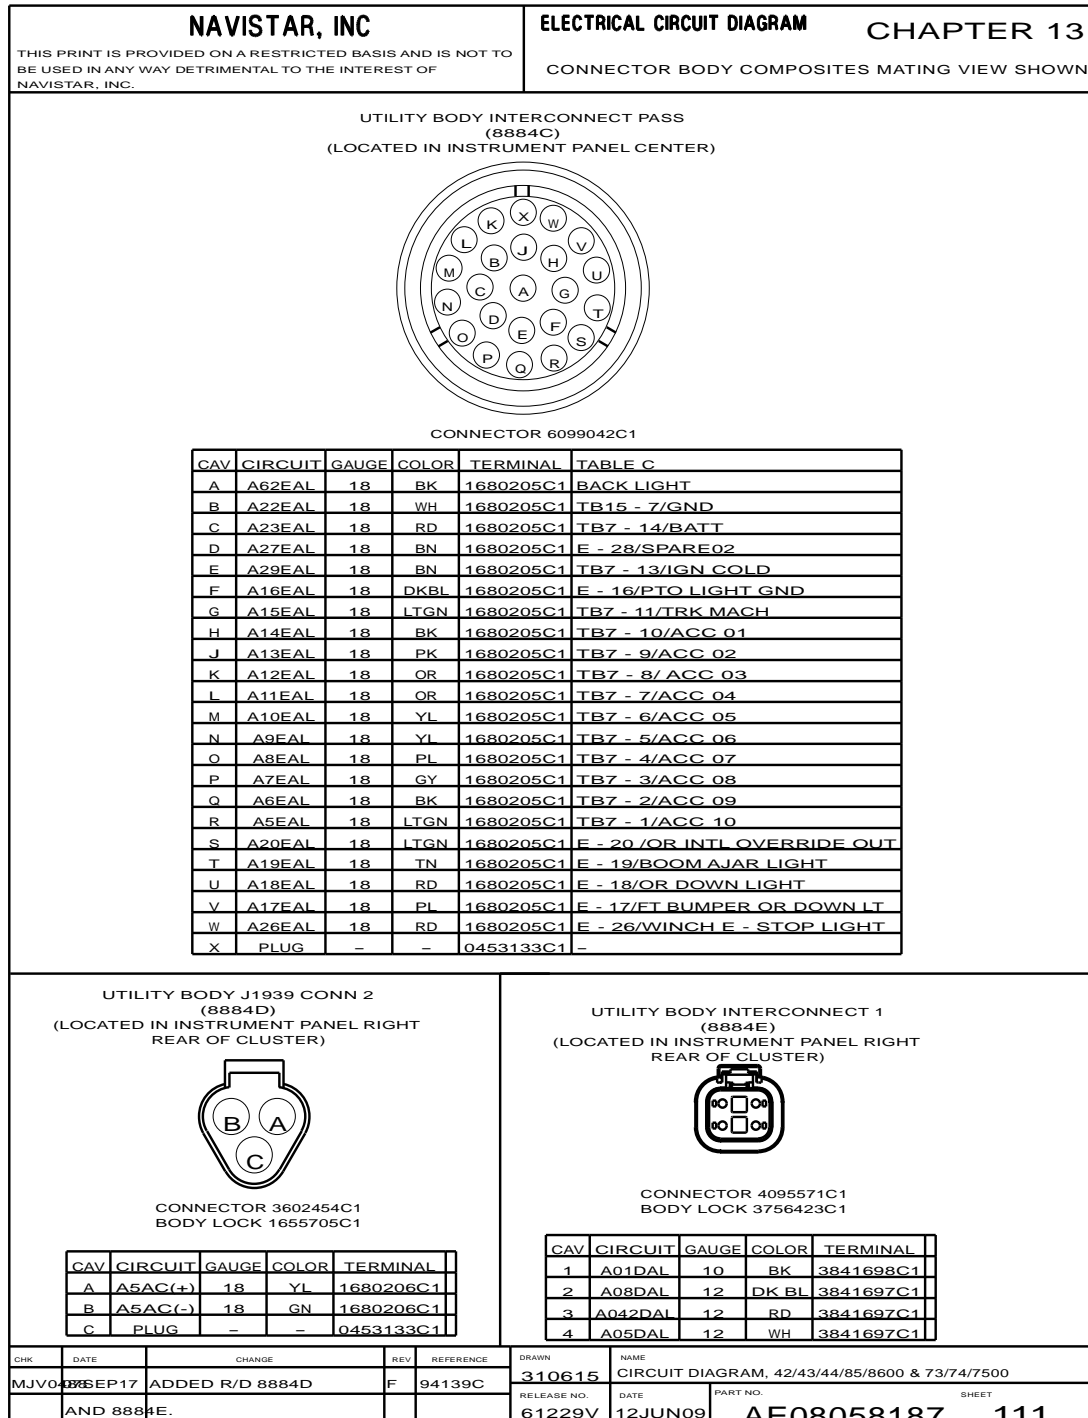 NAVISTAR, INC
THIS PRINT IS PROVIDED ON A RESTRICTED BASIS AND IS NOT TO
BE USED IN ANY WAY DETRIMENTAL TO THE INTEREST OF
NAVISTAR, INC.
ELECTRICAL CIRCUIT DIAGRAM CHAPTER 13
CONNECTOR BODY COMPOSITES MATING VIEW SHOWN
UTILITY BODY INTERCONNECT PASS
(8884C)
(LOCATED IN INSTRUMENT PANEL CENTER)
X
K W
L J V
B H
M U
C A G
N T
D F
O E S
P R
Q
CONNECTOR 6099042C1
CAV CIRCUIT GAUGE COLOR TERMINAL TABLE C
A A62EAL 18 BK 1680205C1 BACK LIGHT
B A22EAL 18 WH 1680205C1 TB15 - 7/GND
C A23EAL 18 RD 1680205C1 TB7 - 14/BATT
D A27EAL 18 BN 1680205C1 E - 28/SPARE02
E A29EAL 18 BN 1680205C1 TB7 - 13/IGN COLD
F A16EAL 18 DKBL 1680205C1 E - 16/PTO LIGHT GND
G A15EAL 18 LTGN 1680205C1 TB7 - 11/TRK MACH
H A14EAL 18 BK 1680205C1 TB7 - 10/ACC 01
J A13EAL 18 PK 1680205C1 TB7 - 9/ACC 02
K A12EAL 18 OR 1680205C1 TB7 - 8/ ACC 03
L A11EAL 18 OR 1680205C1 TB7 - 7/ACC 04
M A10EAL 18 YL 1680205C1 TB7 - 6/ACC 05
N A9EAL 18 YL 1680205C1 TB7 - 5/ACC 06
O A8EAL 18 PL 1680205C1 TB7 - 4/ACC 07
P A7EAL 18 GY 1680205C1 TB7 - 3/ACC 08
Q A6EAL 18 BK 1680205C1 TB7 - 2/ACC 09
R A5EAL 18 LTGN 1680205C1 TB7 - 1/ACC 10
S A20EAL 18 LTGN 1680205C1 E - 20 /OR INTL OVERRIDE OUT
T A19EAL 18 TN 1680205C1 E - 19/BOOM AJAR LIGHT
U A18EAL 18 RD 1680205C1 E - 18/OR DOWN LIGHT
V A17EAL 18 PL 1680205C1 E - 17/FT BUMPER OR DOWN LT
W A26EAL 18 RD 1680205C1 E - 26/WINCH E - STOP LIGHT
X PLUG – – 0453133C1 –
UTILITY BODY J1939 CONN 2
(8884D)
(LOCATED IN INSTRUMENT PANEL RIGHT
REAR OF CLUSTER)
B A
C
CONNECTOR 3602454C1
BODY LOCK 1655705C1
CAV CIRCUIT GAUGE COLOR TERMINAL
A A5AC(+) 18 YL 1680206C1
B A5AC(-) 18 GN 1680206C1
C PLUG – – 0453133C1
UTILITY BODY INTERCONNECT 1
(8884E)
(LOCATED IN INSTRUMENT PANEL RIGHT
REAR OF CLUSTER)
CONNECTOR 4095571C1
BODY LOCK 3756423C1
CAV CIRCUIT GAUGE COLOR TERMINAL
1 A01DAL 10 BK 3841698C1
2 A08DAL 12 DK BL 3841697C1
3 A042DAL 12 RD 3841697C1
4 A05DAL 12 WH 3841697C1
CHK DATE CHANGE REV REFERENCE
ADDED R/D 8884D F 94139C
AND 8884E.
DRAWN NAME
310615 CIRCUIT DIAGRAM, 42/43/44/85/8600 & 73/74/7500
RELEASE NO. DATE PART NO. SHEET
61229V 12JUN09 AE08058187 111